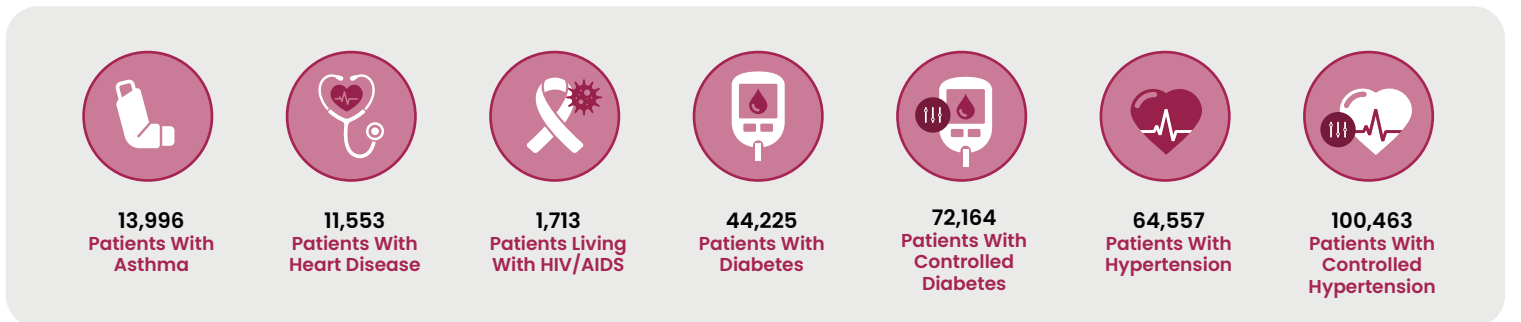 13,996
Patients With
Asthma
11,553
Patients With
Heart Disease
1,713
Patients Living
With HIV/AIDS
44,225
Patients With
Diabetes
72,164
Patients With
Controlled
Diabetes
64,557
Patients With
Hypertension
100,463
Patients With
Controlled
Hypertension